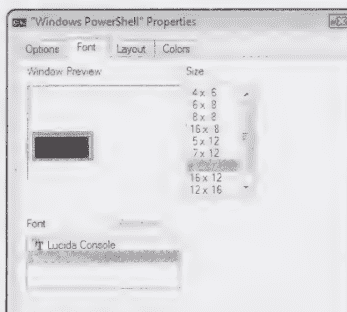 "Windows PowerShell" Properties
Options Font Layout Colors
Window Preview
Size
4 x 6
6 x 8
8 x 8
16 x 8
5 x 12
7 x 12
16 x 12
12 x 16
Font
Lucida Console